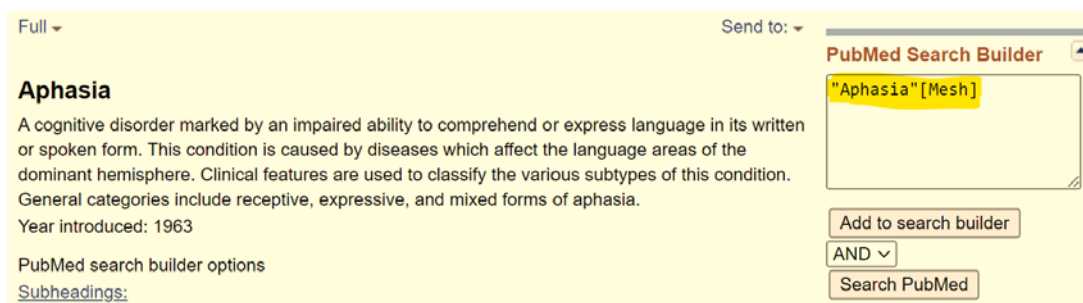 Full
Send to:
Aphasia
A cognitive disorder marked by an impaired ability to comprehend or express language in its written
or spoken form. This condition is caused by diseases which affect the language areas of the
dominant hemisphere. Clinical features are used to classify the various subtypes of this condition.
General categories include receptive, expressive, and mixed forms of aphasia.
Year introduced: 1963
PubMed search builder options
Subheadings:
PubMed Search Builder
"Aphasia"[Mesh]
Add to search builder
AND
Search PubMed